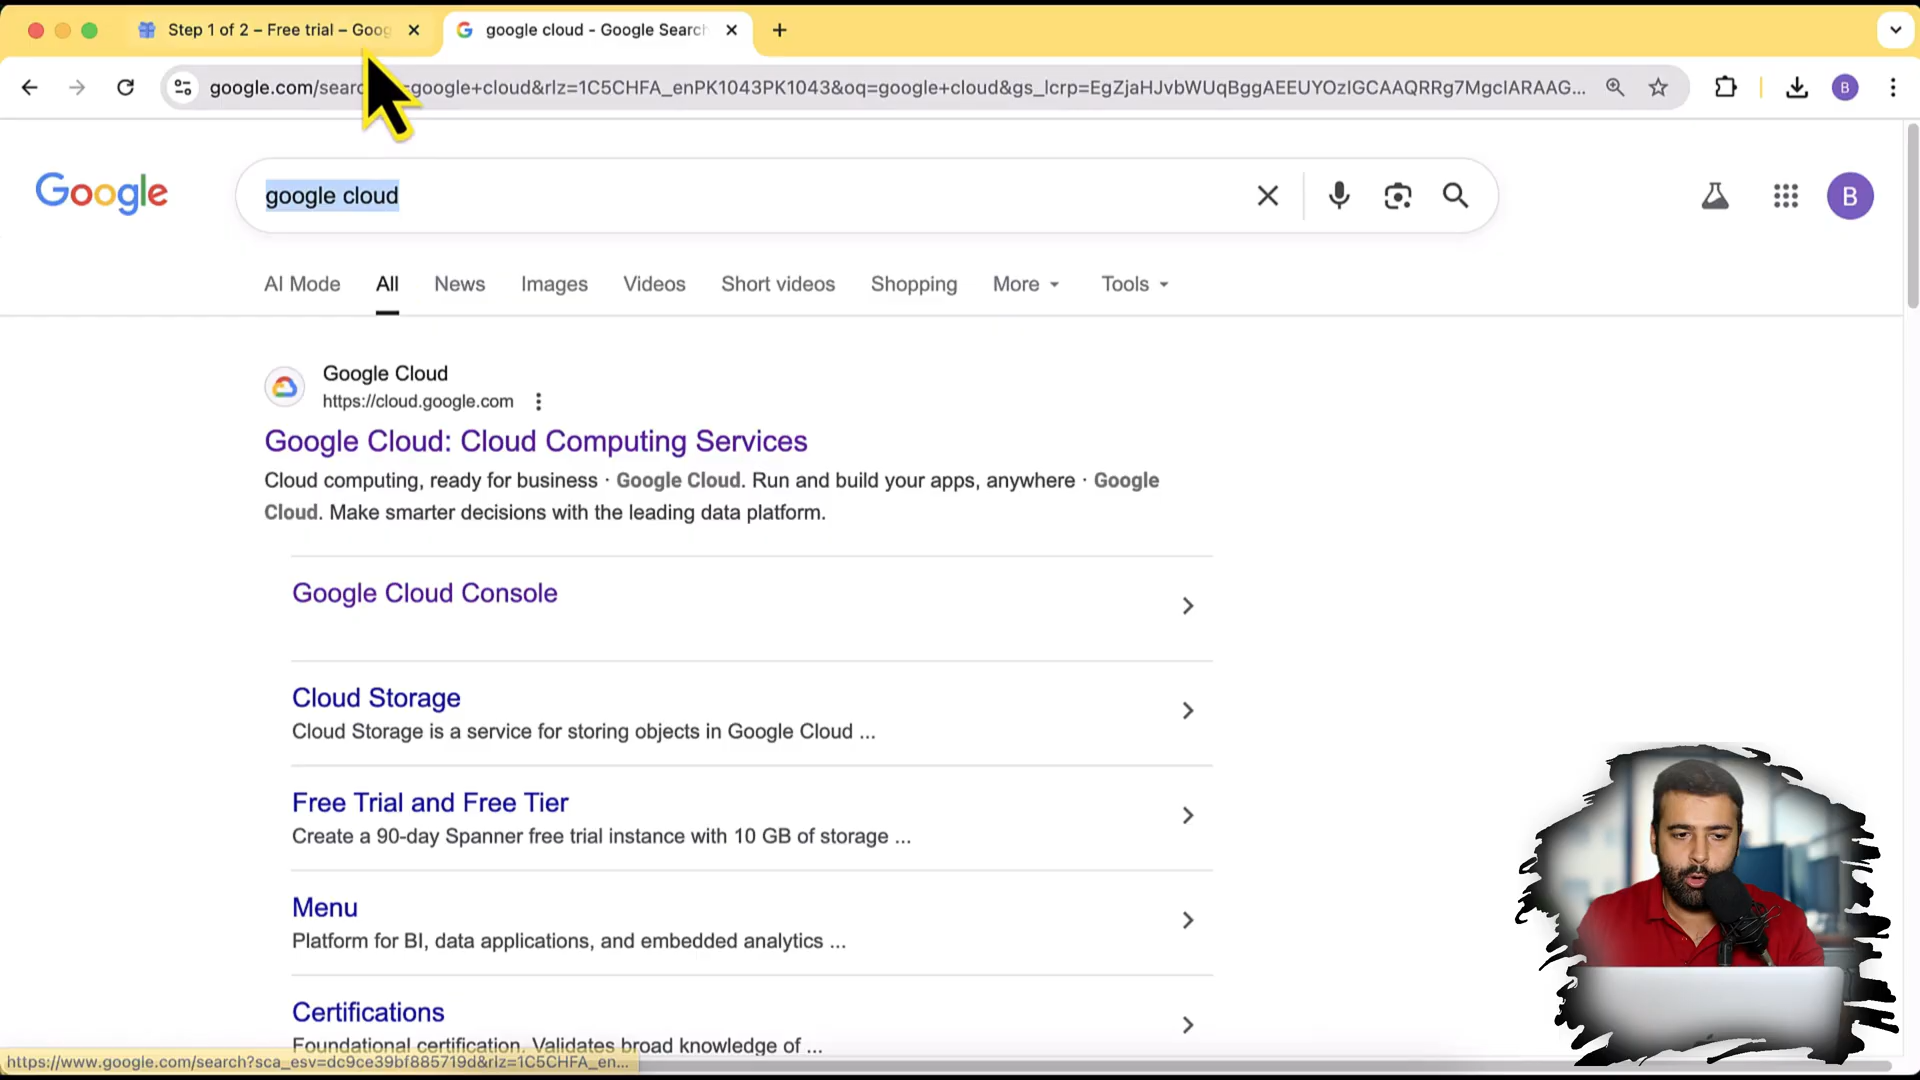 Step 1 of 2 – Free trial – Goog
google cloud - Google Search
google.com/search
=google+cloud&rlz=1C5CHFA_enPK1043PK1043&oq=google+cloud&gs_lcrp=EgZjaHJvbWUqBggAEEUYOzIGCAAQRRg7MgcIARAAG...
B
Google
google cloud
B
AI Mode
All
News
Images
Videos
Short videos
Shopping
More
Tools
Google Cloud
https://cloud.google.com
Google Cloud: Cloud Computing Services
Cloud computing, ready for business · Google Cloud. Run and build your apps, anywhere · Google
Cloud. Make smarter decisions with the leading data platform.
Google Cloud Console
Cloud Storage
Cloud Storage is a service for storing objects in Google Cloud ...
Free Trial and Free Tier
Create a 90-day Spanner free trial instance with 10 GB of storage ...
Menu
Platform for BI, data applications, and embedded analytics ...
Certifications
Foundational certification. Validates broad knowledge of ...
https://www.google.com/search?sca_esv=dc9ce39bf885719d&rlz=1C5CHFA_en...